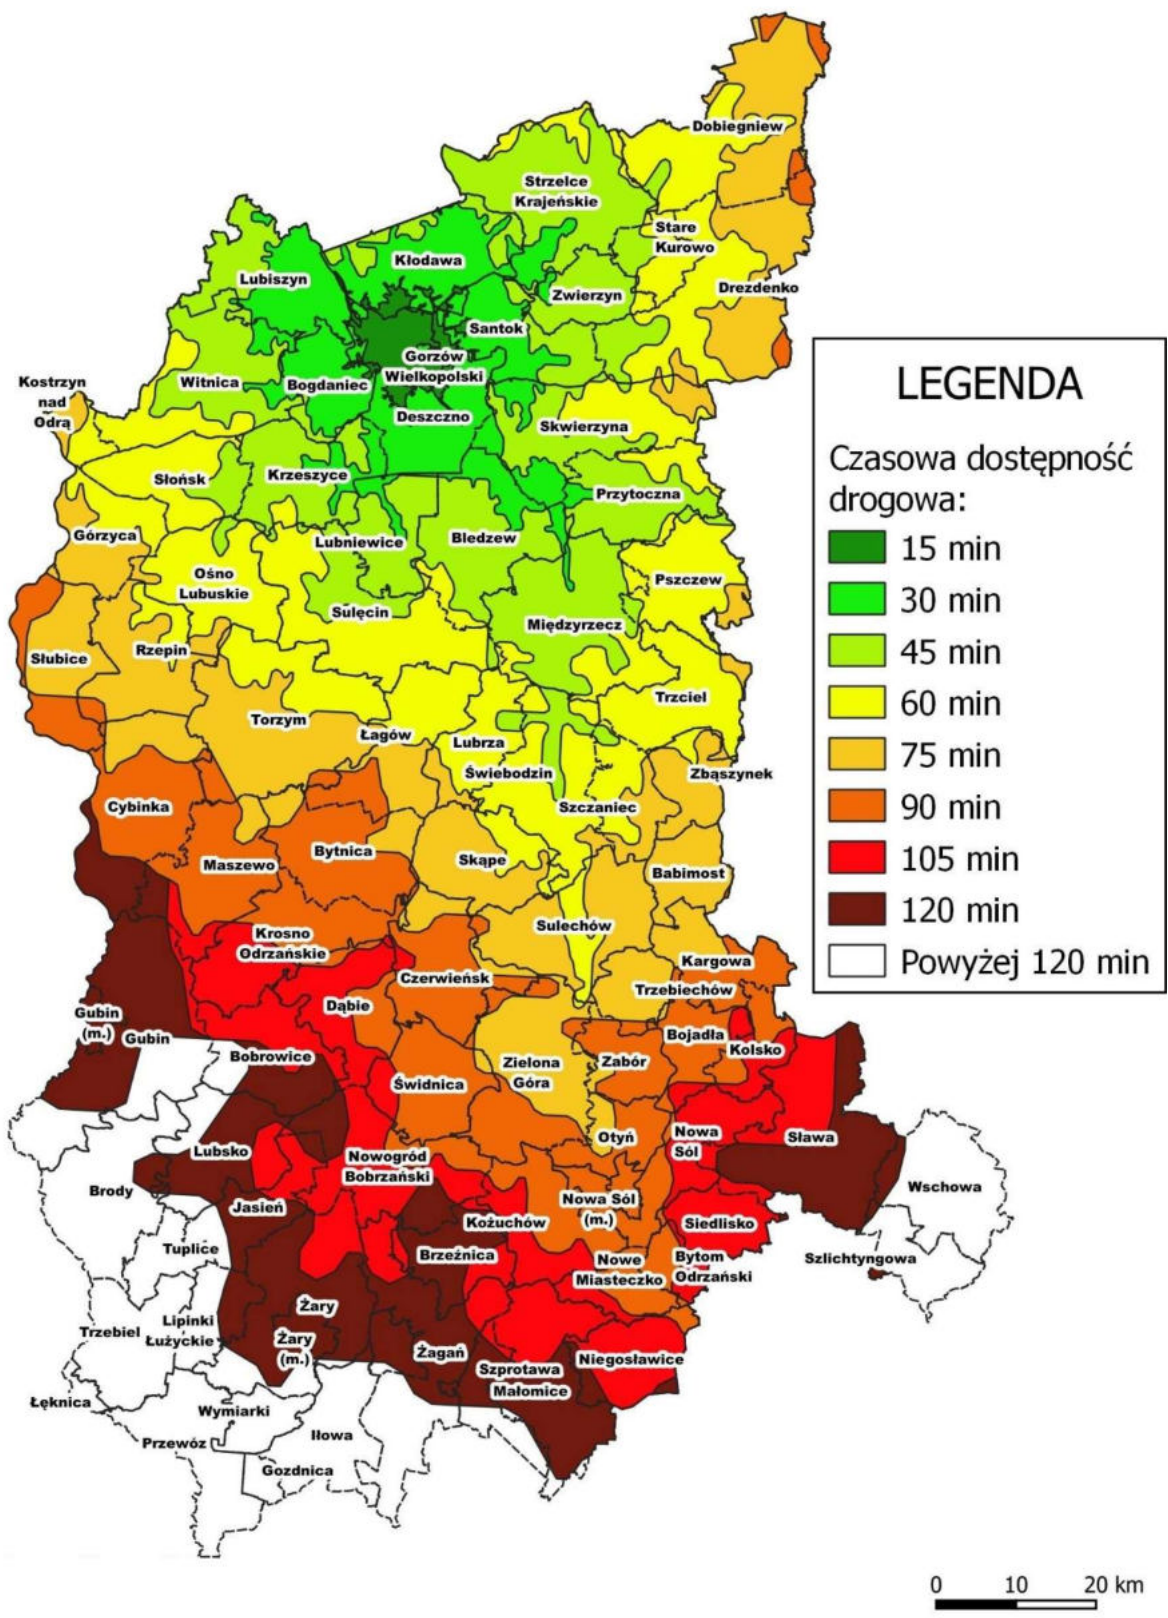 Dobiegniew
Strzelce
Krajeńskie
Stare
Kurowo
Kłodawa
Lubiszyn
Drezdenko
Zwierzyn
Santok
Gorzów
Wielkopolski
Kostrzyn
nad
Odrą
Witnica
Bogdaniec
Deszczno
Skwierzyna
Słońsk
Krzeszyce
Przytoczna
Górzyca
Lubniewice
Bledzew
Ośno
Lubuskie
Pszczew
Sulęcin
Międzyrzecz
Słubice
Rzepin
Trzciel
Torzym
Łagów
Lubrza
Świebodzin
Zbąszynek
Cybinka
Szczaniec
Maszewo
Bytnica
Skąpe
Babimost
Krosno
Odrzańskie
Sulechów
Kargowa
Czerwieńsk
Trzebiechów
Gubin
(m.)
Gubin
Dąbie
Bojadła
Kolsko
Bobrowice
Zielona
Góra
Zabór
Świdnica
Otyń
Nowa
Sól
Sława
Lubsko
Nowogród
Bobrzański
Brody
Jasień
Nowa Sól
(m.)
Wschowa
Kożuchów
Siedlisko
Tuplice
Brzeźnica
Nowe
Miasteczko
Bytom
Odrzański
Szlichtyngowa
Żary
Trzebiel
Lipinki
Łużyckie
Żary
(m.)
Żagań
Szprotawa
Małomice
Niegosławice
Łęknica
Wymiarki
Przewóz
Iłowa
Gozdnica
LEGENDA
Czasowa dostępność
drogowa:
15 min
30 min
45 min
60 min
75 min
90 min
105 min
120 min
Powyżej 120 min
0 10 20 km